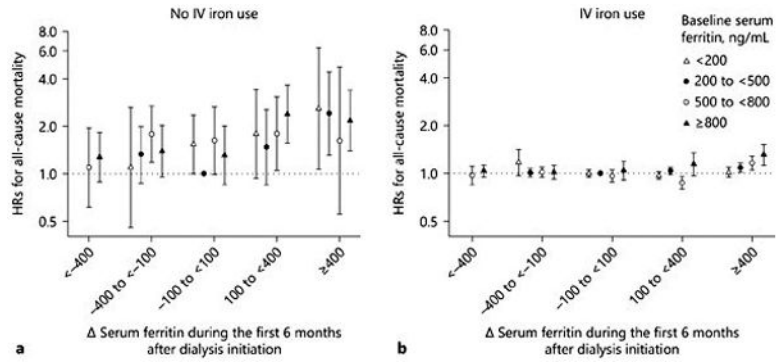 No IV iron use
8.0
6.0
4.0
2.0
1.0
0.5
HRs for all-cause mortality
<–400
–400 to <–100
–100 to <100
100 to <400
≥400
a
Δ Serum ferritin during the first 6 months
after dialysis initiation
IV iron use
Baseline serum
ferritin, ng/mL
<200
200 to <500
500 to <800
≥800
8.0
6.0
4.0
2.0
1.0
0.5
HRs for all-cause mortality
<–400
–400 to <–100
–100 to <100
100 to <400
≥400
b
Δ Serum ferritin during the first 6 months
after dialysis initiation